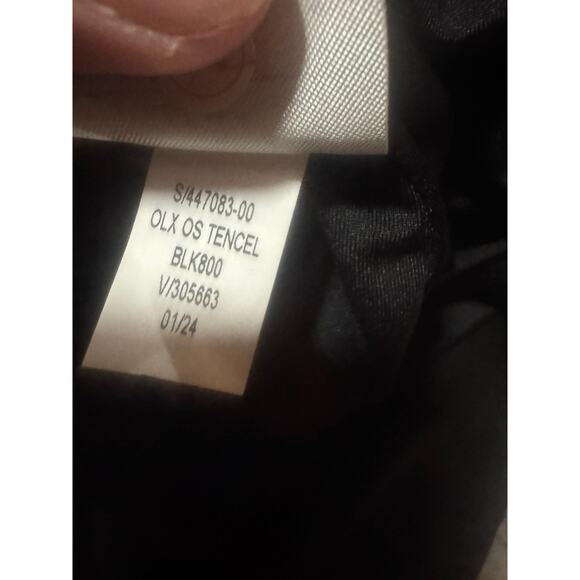 S/447083-00
OLX OS TENCEL
BLK800
V/305663
01/24